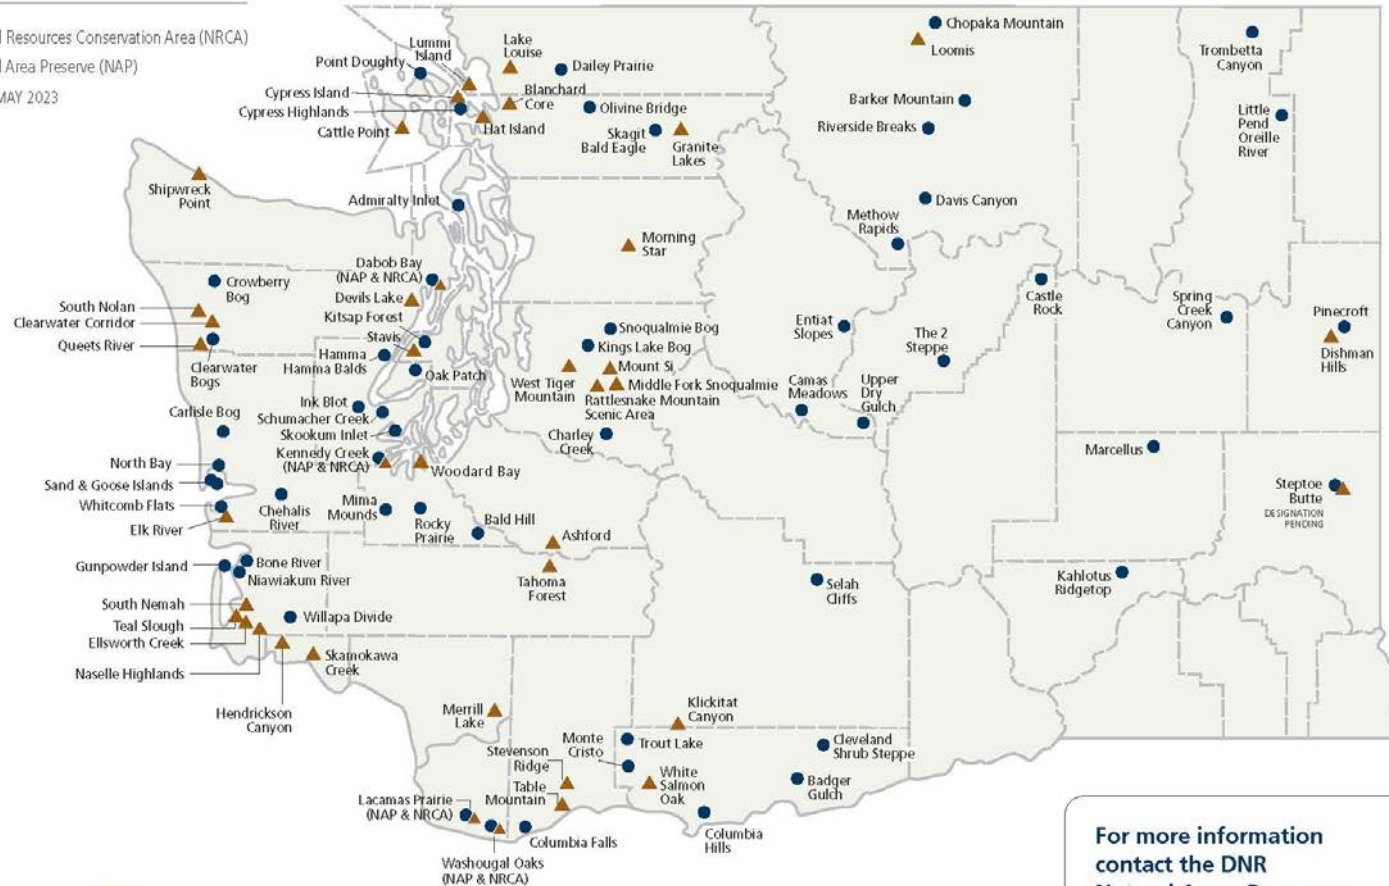 Resources Conservation Area (NRCA)
Area Preserve (NAP)
MAY 2023
Lummi
Island
Lake
Louise
Point Doughty
Dailey Prairie
Cypress Island
Blanchard
Core
Cypress Highlands
Olivine Bridge
Cattle Point
Hat Island
Skagit
Bald Eagle
Granite
Lakes
Chopaka Mountain
Loomis
Barker Mountain
Riverside Breaks
Trombetta
Canyon
Little
Pend
Oreille
River
Shipwreck
Point
Admiralty Inlet
Davis Canyon
Methow
Rapids
Morning
Star
Dabob Bay
(NAP & NRCA)
Crowberry
Bog
Devils Lake
South Nolan
Clearwater Corridor
Queets River
Clearwater
Bogs
Kitsap Forest
Stavis
Hamma
Hamma Balds
Oak Patch
Snoqualmie Bog
Kings Lake Bog
Mount Si
West Tiger
Mountain
Middle Fork Snoqualmie
Rattlesnake Mountain
Scenic Area
Charley
Creek
Entiat
Slopes
The 2
Steppe
Castle
Rock
Spring
Creek
Canyon
Pinecroft
Dishman
Hills
Camas
Meadows
Upper
Dry
Gulch
Carlisle Bog
Ink Blot
Schumacher Creek
Skookum Inlet
Kennedy Creek
(NAP & NRCA)
Woodard Bay
Marcellus
Steptoe
Butte
DESIGNATION
PENDING
North Bay
Sand & Goose Islands
Whitcomb Flats
Elk River
Chehalis
River
Mima
Mounds
Rocky
Prairie
Bald Hill
Ashford
Tahoma
Forest
Gunpowder Island
Bone River
Niawiakum River
South Nemah
Teal Slough
Ellsworth Creek
Naselle Highlands
Willapa Divide
Skamokawa
Creek
Hendrickson
Canyon
Selah
Cliffs
Kahlotus
Ridgetop
Merrill
Lake
Klickitat
Canyon
Monte
Cristo
Trout Lake
Cleveland
Shrub Steppe
Stevenson
Ridge
Table
Mountain
White
Salmon
Oak
Badger
Gulch
Lacamas Prairie
(NAP & NRCA)
Columbia Falls
Columbia
Hills
Washougal Oaks
(NAP & NRCA)
For more information
contact the DNR